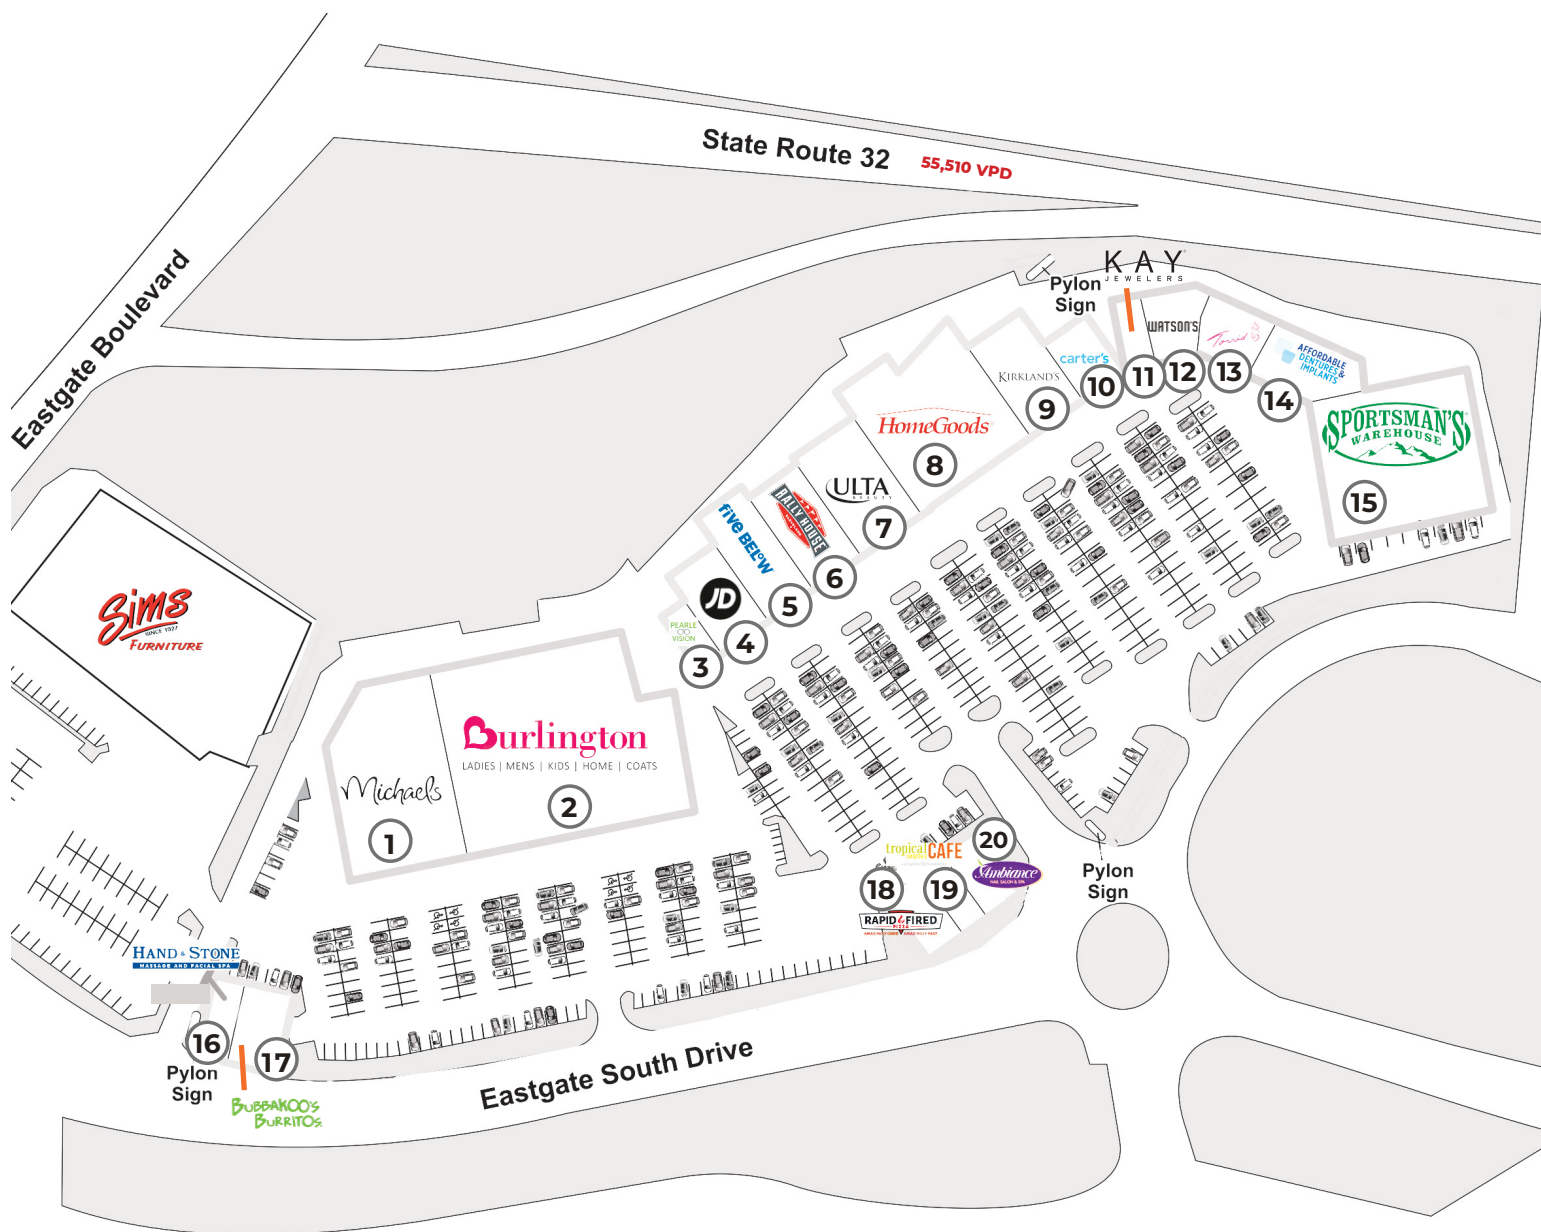 State Route 32
55,510 VPD
Eastgate Boulevard
KAY
JEWELERS
Pylon
Sign
WATSON'S
Torrid
AFFORDABLE
DENTURES &
IMPLANTS
carter's
KIRKLAND'S
10
11
12
13
14
9
HomeGoods
8
SPORTSMAN'S
WAREHOUSE
15
ULTA
BEAUTY
7
RALLY HOUSE
6
five BELOW
5
JD
4
PEARLE
VISION
3
Sims
SINCE 1927
FURNITURE
Burlington
LADIES | MENS | KIDS | HOME | COATS
2
Michaels
1
tropical
CAFE
20
Ambiance
NAIL SALON & SPA
18
19
RAPID FIRED
PIZZA
Pylon
Sign
HAND & STONE
MASSAGE AND FACIAL SPA
16
17
Pylon
Sign
BUBBAKOO'S
BURRITOS
Eastgate South Drive